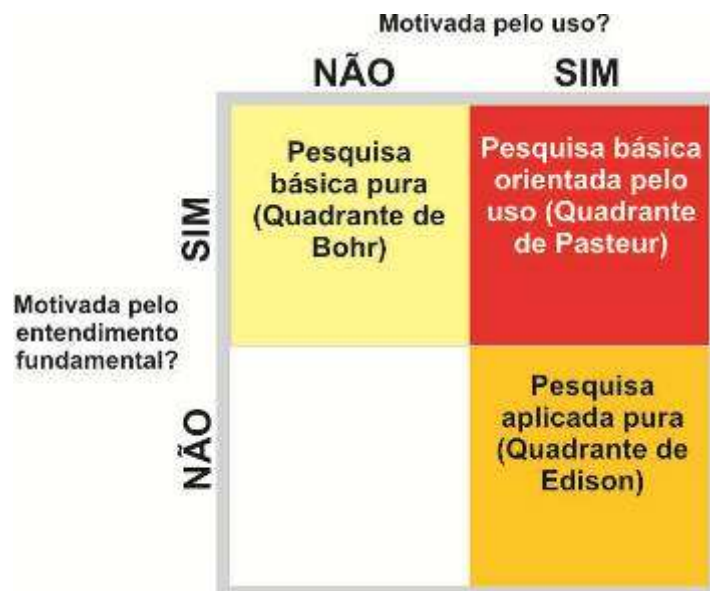 Motivada pelo uso?
NÃO SIM
Pesquisa
básica pura
(Quadrante de
Bohr)
Pesquisa básica
orientada pelo
uso (Quadrante
de Pasteur)
SIM
Motivada pelo
entendimento
fundamental?
NÃO
Pesquisa
aplicada pura
(Quadrante de
Edison)